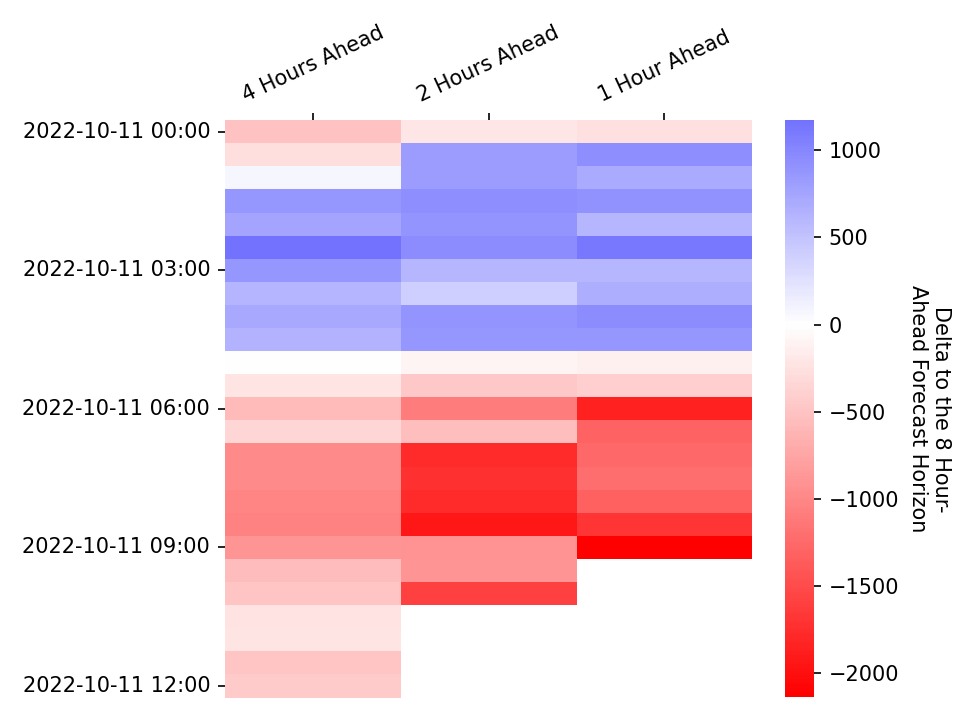 4 Hours Ahead
2 Hours Ahead
1 Hour Ahead
2022-10-11 00:00
2022-10-11 03:00
2022-10-11 06:00
2022-10-11 09:00
2022-10-11 12:00
1000
500
0
−500
−1000
−1500
−2000
Delta to the 8 Hour-
Ahead Forecast Horizon